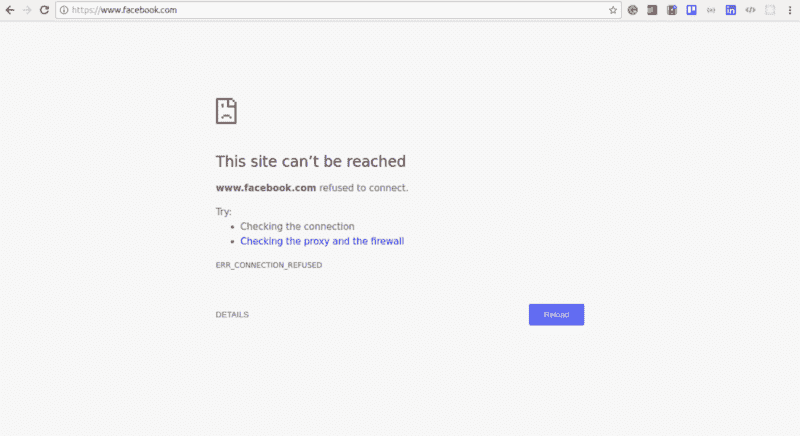 https://www.facebook.com
This site can’t be reached
www.facebook.com refused to connect.
Try:
Checking the connection
Checking the proxy and the firewall
ERR_CONNECTION_REFUSED
DETAILS
Reload